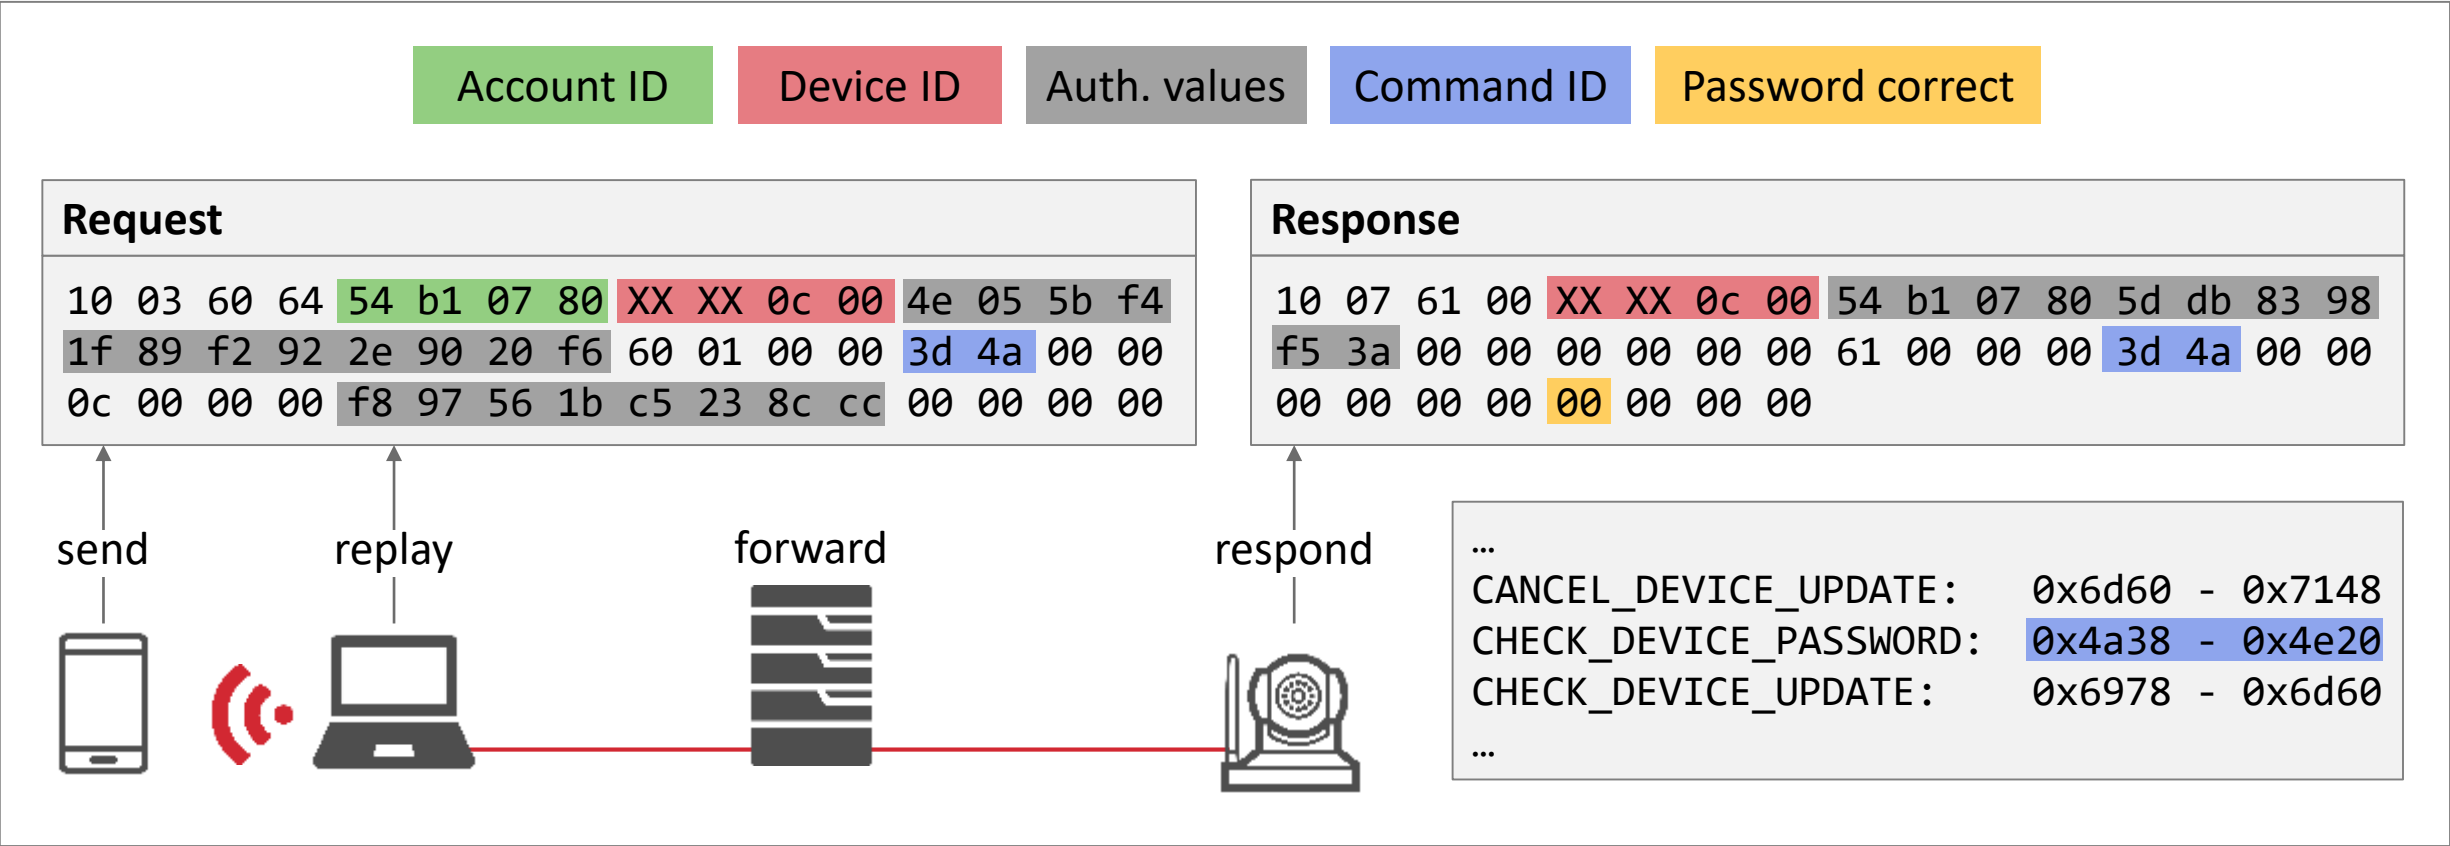 Account ID
Device ID
Auth. values
Command ID
Password correct
Request
10 03 60 64 54 b1 07 80 XX XX 0c 00 4e 05 5b f4
1f 89 f2 92 2e 90 20 f6 60 01 00 00 3d 4a 00 00
0c 00 00 00 f8 97 56 1b c5 23 8c cc 00 00 00 00
Response
10 07 61 00 XX XX 0c 00 54 b1 07 80 5d db 83 98
f5 3a 00 00 00 00 00 00 61 00 00 00 3d 4a 00 00
00 00 00 00 00 00 00 00
send
replay
forward
respond
…
CANCEL_DEVICE_UPDATE: 0x6d60 - 0x7148
CHECK_DEVICE_PASSWORD: 0x4a38 - 0x4e20
CHECK_DEVICE_UPDATE: 0x6978 - 0x6d60
…